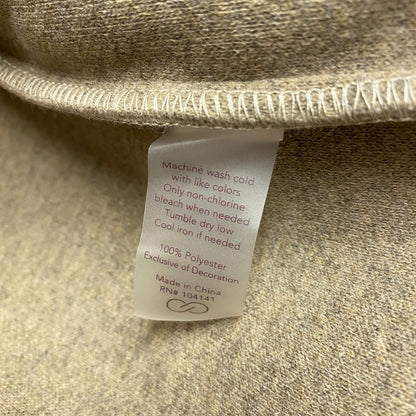 Machine wash cold
with like colors
Only non-chlorine
bleach when needed
Tumble dry low
Cool iron if needed
100% Polyester
Exclusive of Decoration
Made in China
RN# 104141